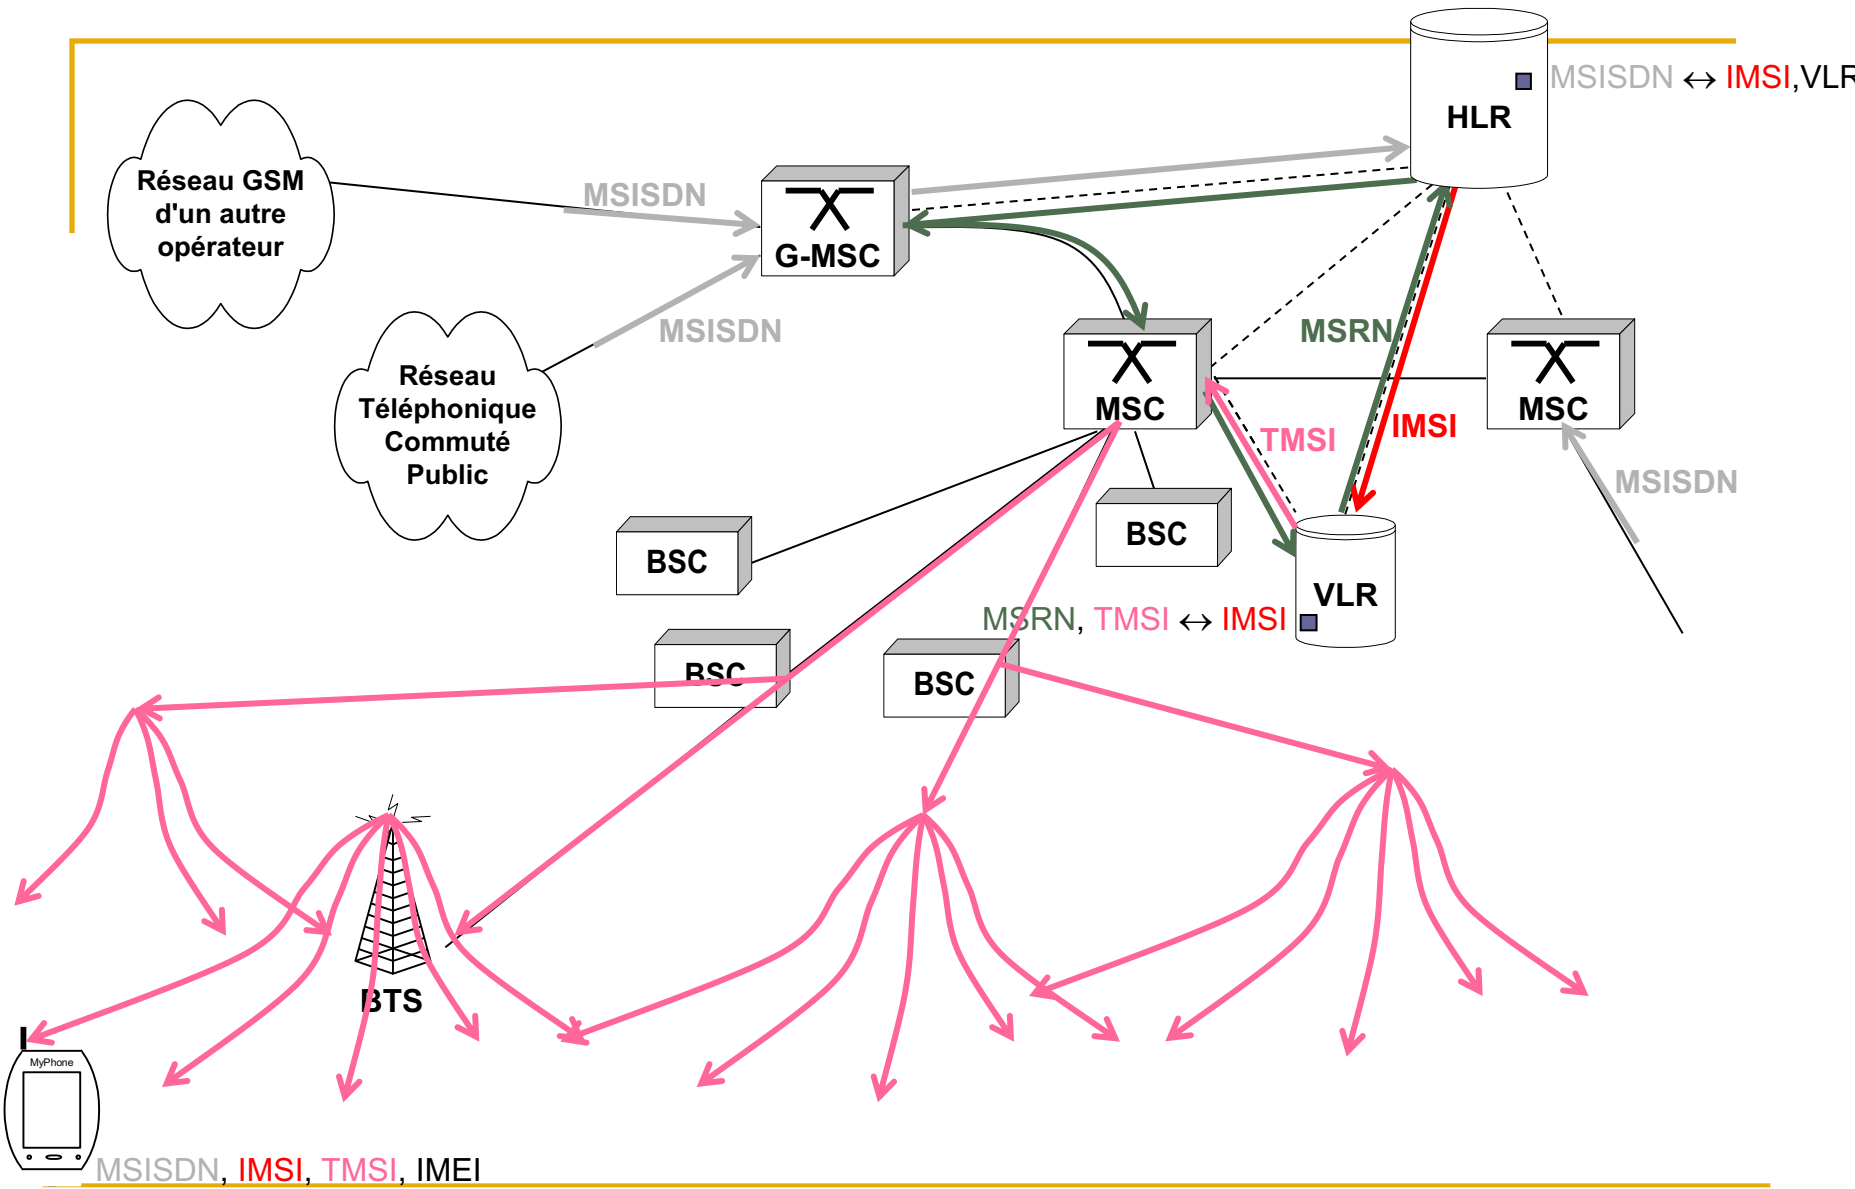 MSISDN ↔ IMSI,VLR
HLR
Réseau GSM
d'un autre
opérateur
MSISDN
G-MSC
MSISDN
Réseau
Téléphonique
Commuté
Public
MSRN
MSC
MSC
TMSI
IMSI
MSISDN
BSC
BSC
VLR
MSRN, TMSI ↔ IMSI
BSC
BSC
BTS
MyPhone
MSISDN, IMSI, TMSI, IMEI